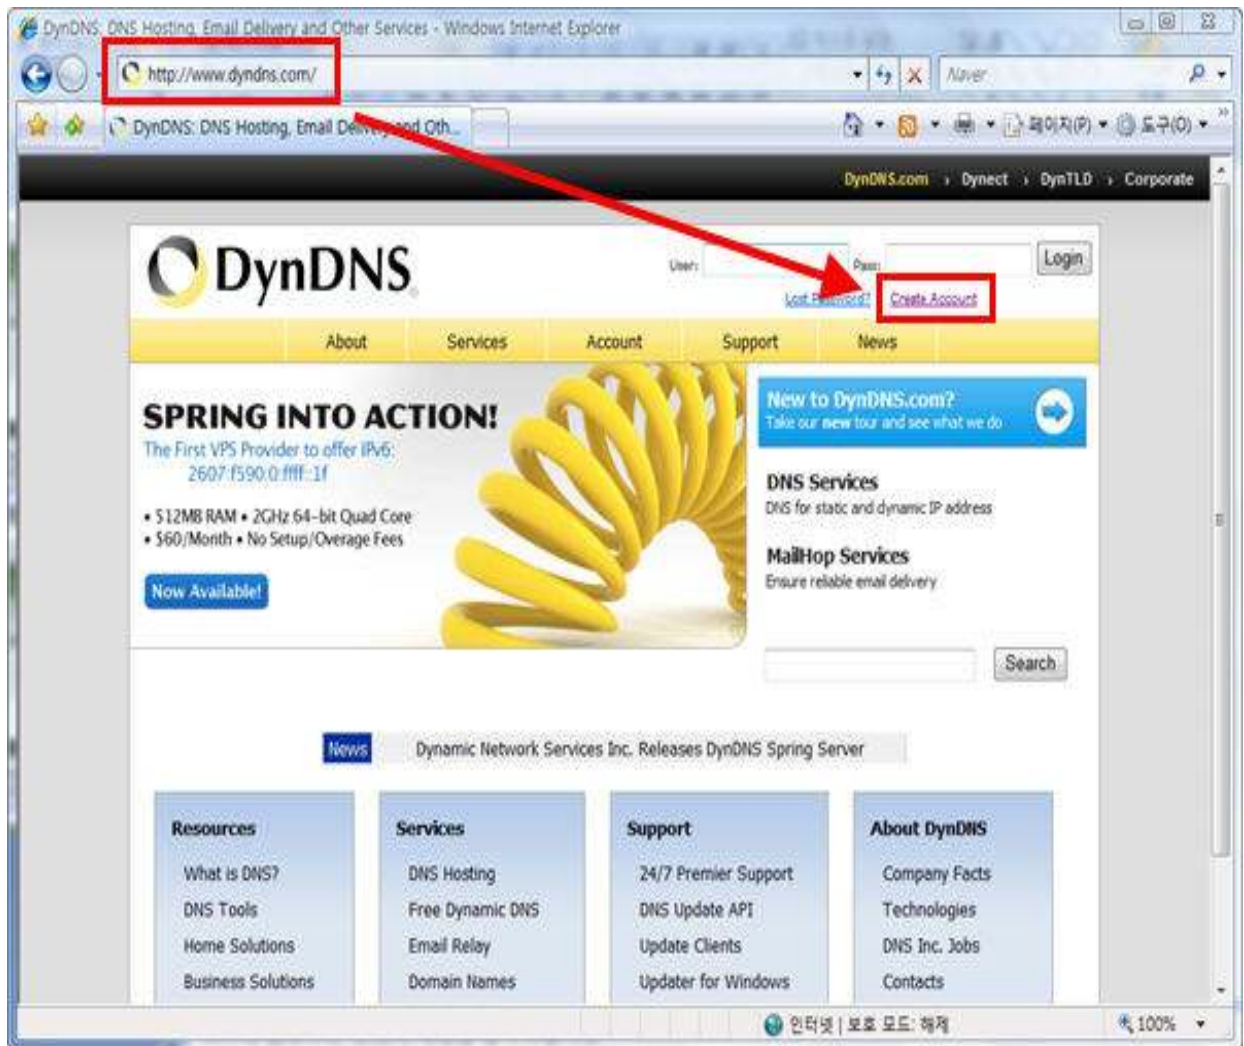 DynDNS: DNS Hosting, Email Delivery and Other Services - Windows Internet Explorer
http://www.dyndns.com/
Naver
DynDNS: DNS Hosting, Email Delivery and Oth...
페이지(P)
도구(O)
DynDNS.com › Dynect › DynTLD › Corporate
DynDNS
User:
Pass:
Login
Lost Password?
Create Account
About Services Account Support News
SPRING INTO ACTION!
The First VPS Provider to offer IPv6:
2607:f590:0:ffff::1f
• 512MB RAM • 2GHz 64-bit Quad Core
• $60/Month • No Setup/Overage Fees
Now Available!
New to DynDNS.com?
Take our new tour and see what we do
DNS Services
DNS for static and dynamic IP address
MailHop Services
Ensure reliable email delivery
Search
News
Dynamic Network Services Inc. Releases DynDNS Spring Server
Resources
What is DNS?
DNS Tools
Home Solutions
Business Solutions
Services
DNS Hosting
Free Dynamic DNS
Email Relay
Domain Names
Support
24/7 Premier Support
DNS Update API
Update Clients
Updater for Windows
About DynDNS
Company Facts
Technologies
DNS Inc. Jobs
Contacts
인터넷 | 보호 모드: 해제
100%